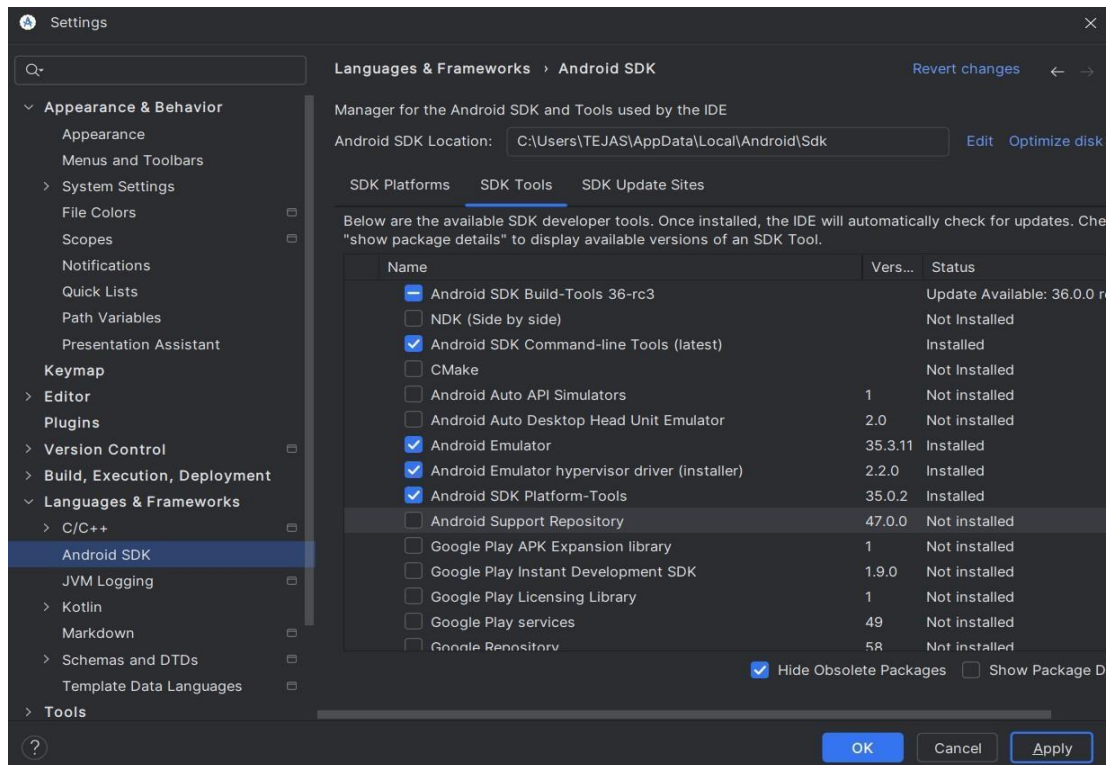 Settings
Appearance & Behavior
Appearance
Menus and Toolbars
System Settings
File Colors
Scopes
Notifications
Quick Lists
Path Variables
Presentation Assistant
Keymap
Editor
Plugins
Version Control
Build, Execution, Deployment
Languages & Frameworks
C/C++
Android SDK
JVM Logging
Kotlin
Markdown
Schemas and DTDs
Template Data Languages
Tools
Languages & Frameworks › Android SDK Revert changes
Manager for the Android SDK and Tools used by the IDE
Android SDK Location: C:\Users\TEJAS\AppData\Local\Android\Sdk Edit Optimize disk
SDK Platforms SDK Tools SDK Update Sites
Below are the available SDK developer tools. Once installed, the IDE will automatically check for updates. Che
"show package details" to display available versions of an SDK Tool.
Name Vers... Status
Android SDK Build-Tools 36-rc3 Update Available: 36.0.0 r
NDK (Side by side) Not Installed
Android SDK Command-line Tools (latest) Installed
CMake Not Installed
Android Auto API Simulators 1 Not installed
Android Auto Desktop Head Unit Emulator 2.0 Not installed
Android Emulator 35.3.11 Installed
Android Emulator hypervisor driver (installer) 2.2.0 Installed
Android SDK Platform-Tools 35.0.2 Installed
Android Support Repository 47.0.0 Not installed
Google Play APK Expansion library 1 Not installed
Google Play Instant Development SDK 1.9.0 Not installed
Google Play Licensing Library 1 Not installed
Google Play services 49 Not installed
Google Repository 58 Not installed
Hide Obsolete Packages Show Package D
? OK Cancel Apply